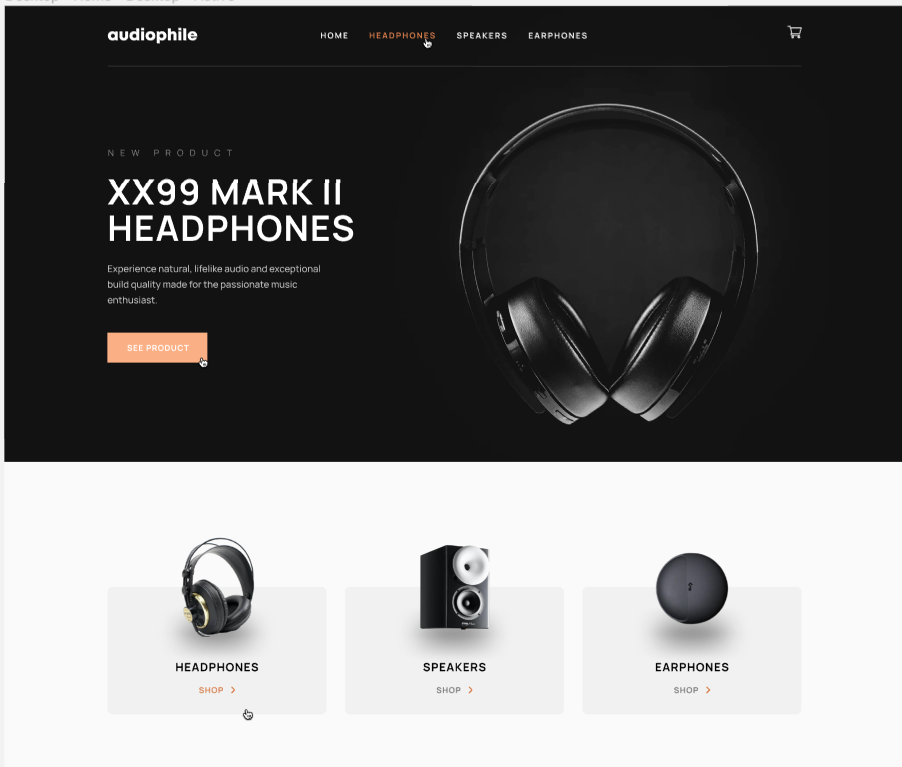 audiophile
HOME HEADPHONES SPEAKERS EARPHONES
NEW PRODUCT
XX99 MARK II
HEADPHONES
Experience natural, lifelike audio and exceptional
build quality made for the passionate music
enthusiast.
SEE PRODUCT
HEADPHONES
SHOP
SPEAKERS
SHOP
EARPHONES
SHOP